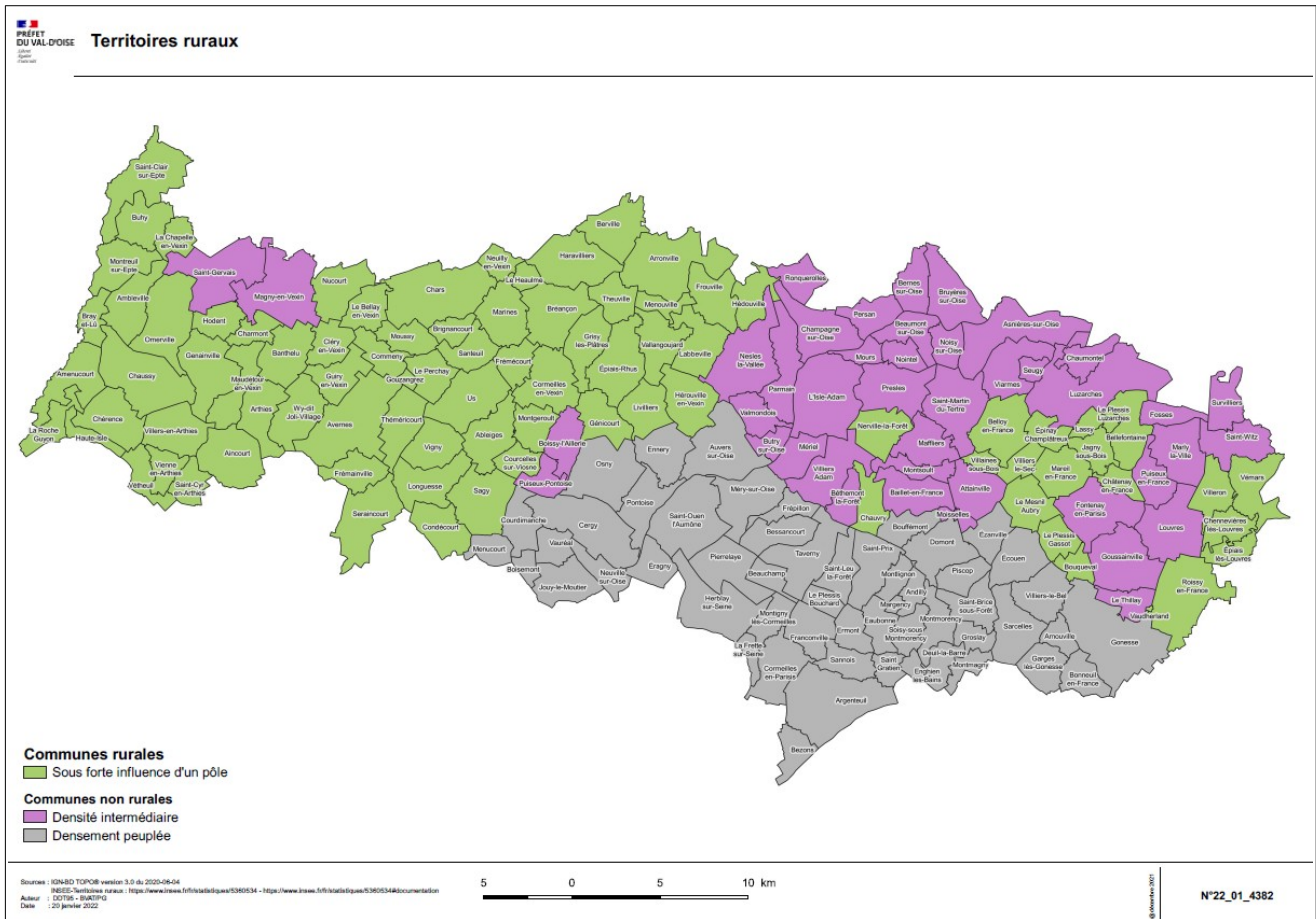 PRÉFET
DU VAL-D'OISE
Liberté
Égalité
Fraternité
Territoires ruraux
Saint-Clair
sur-Epte
Buhy
La Chapelle
en-Vexin
Montreuil
sur-Epte
Saint-Gervais
Magny-en-Vexin
Ambleville
Bray
et-Lû
Omerville
Hodent
Charmont
Genainville
Banthelu
Amenucourt
Chaussy
Maudétour
en-Vexin
Chérence
Arthies
Wy-dit
Joli-Village
La Roche
Guyon
Haute-Isle
Villers-en-Arthies
Vienne
en-Arthies
Vétheuil
Saint-Cyr
en-Arthies
Aincourt
Nucourt
Le Bellay
en-Vexin
Cléry
en-Vexin
Guiry
en-Vexin
Avernes
Frémainville
Seraincourt
Chars
Moussy
Brignancourt
Commeny
Gouzangrez
Le Perchay
Santeuil
Théméricourt
Us
Vigny
Longuesse
Condécourt
Sagy
Ableiges
Courcelles
sur-Viosne
Montgeroult
Boissy-l'Aillerie
Puiseux-Pontoise
Neuilly
en-Vexin
Le Heaulme
Haravilliers
Berville
Arronville
Marines
Bréançon
Theuville
Menouville
Frouville
Hédouville
Grisy
les-Plâtres
Vallangoujard
Labbeville
Frémécourt
Cormeilles
en-Vexin
Épiais-Rhus
Livilliers
Hérouville
en-Vexin
Génicourt
Ronquerolles
Bernes
sur-Oise
Bruyères
sur-Oise
Persan
Champagne
sur-Oise
Beaumont
sur-Oise
Asnières-sur-Oise
Noisy
sur-Oise
Nesles
la-Vallée
Mours
Nointel
Chaumontel
Seugy
Viarmes
Luzarches
Parmain
L'Isle-Adam
Presles
Saint-Martin
du-Tertre
Valmondois
Nerville-la-Forêt
Belloy
en-France
Le Plessis
Luzarches
Lassy
Fosses
Survilliers
Épinay
Champlâtreux
Bellefontaine
Saint-Witz
Butry
sur-Oise
Mériel
Maffliers
Jagny
sous-Bois
Marly
la-Ville
Villaines
sous-Bois
Villiers
le-Sec
Mareil
en-France
Villiers
Adam
Montsoult
Châtenay
en-France
Puiseux
en-France
Villeron
Vémars
Béthemont
la-Forêt
Baillet-en-France
Attainville
Le Mesnil
Aubry
Fontenay
en-Parisis
Chauvry
Moisselles
Louvres
Chennevières
lès-Louvres
Le Plessis
Gassot
Épiais
lès-Louvres
Bouqueval
Goussainville
Roissy
en-France
Le Thillay
Vaudherland
Ennery
Auvers
sur-Oise
Osny
Pontoise
Méry-sur-Oise
Frépillon
Courdimanche
Cergy
Saint-Ouen
l'Aumône
Bessancourt
Bouffémont
Ézanville
Domont
Écouen
Menucourt
Vauréal
Boisemont
Jouy-le-Moutier
Neuville
sur-Oise
Éragny
Pierrelaye
Taverny
Saint-Prix
Beauchamp
Saint-Leu
la-Forêt
Montlignon
Piscop
Villiers-le-Bel
Herblay
sur-Seine
Le Plessis
Bouchard
Andilly
Margency
Saint-Brice
sous-Forêt
Montigny
lès-Cormeilles
Eaubonne
Montmorency
Sarcelles
Arnouville
Gonesse
Franconville
Ermont
Soisy-sous
Montmorency
Groslay
La Frette
sur-Seine
Sannois
Saint
Gratien
Deuil-la-Barre
Enghien
les-Bains
Montmagny
Garges
lès-Gonesse
Bonneuil
en-France
Cormeilles
en-Parisis
Argenteuil
Bezons
Communes rurales
Sous forte influence d'un pôle
Communes non rurales
Densité intermédiaire
Densement peuplée
Sources : IGN-BD TOPO® version 3.0 du 2020-06-04
INSEE-Territoires ruraux : https://www.insee.fr/fr/statistiques/5360534 - https://www.insee.fr/fr/statistiques/5360534#documentation
Auteur : DDT95 - BVAT/PG
Date : 20 janvier 2022
5 0 5 10 km
décembre 2021
N°22_01_4382